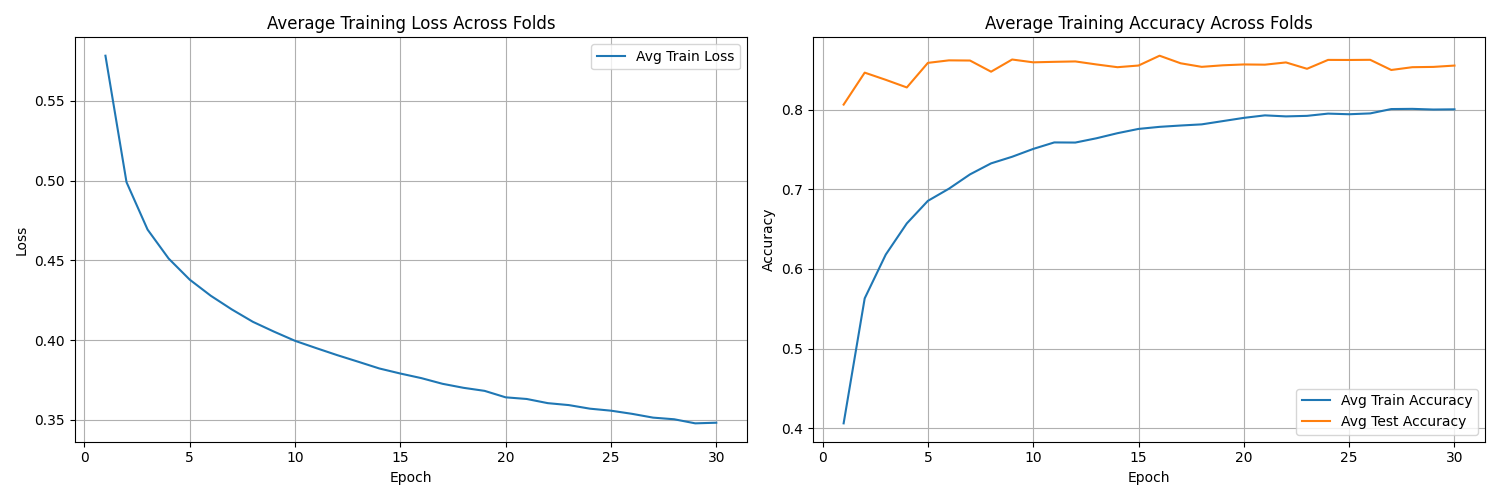 Average Training Loss Across Folds
Avg Train Loss
0.55
0.50
0.45
0.40
0.35
Loss
0 5 10 15 20 25 30
Epoch
Average Training Accuracy Across Folds
0.8
0.7
0.6
0.5
0.4
Accuracy
Avg Train Accuracy
Avg Test Accuracy
0 5 10 15 20 25 30
Epoch